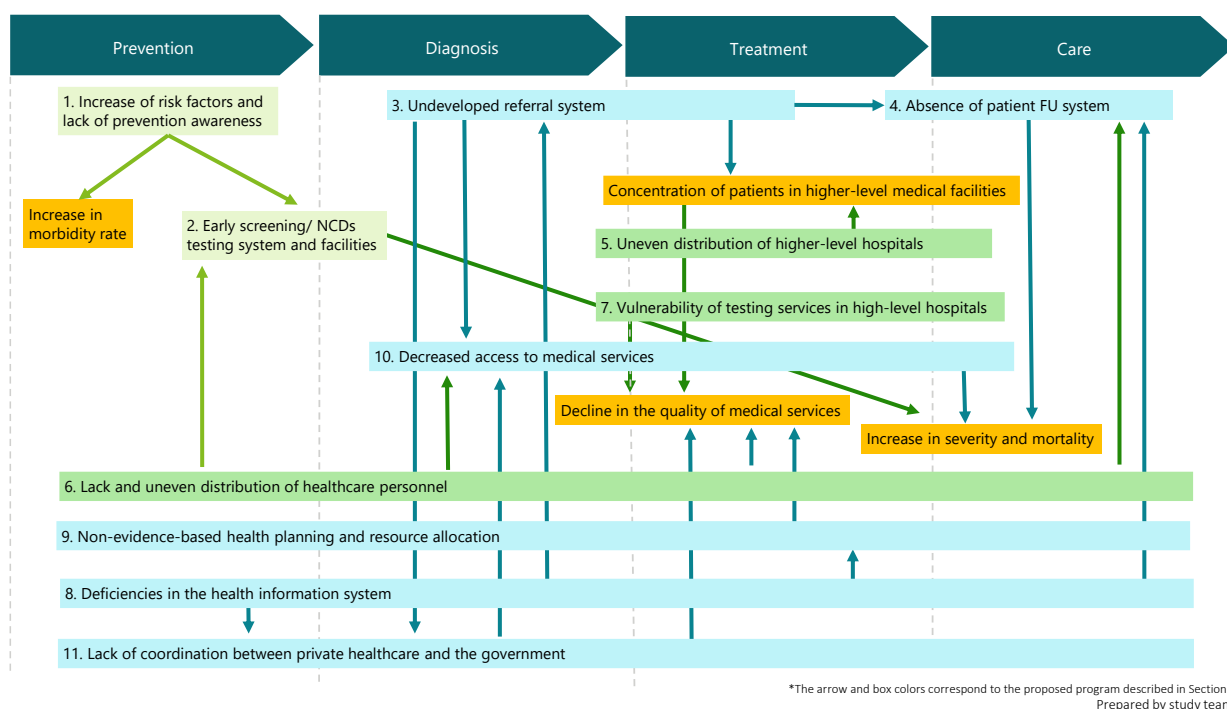 Prevention
Diagnosis
Treatment
Care
1. Increase of risk factors and
lack of prevention awareness
3. Undeveloped referral system
4. Absence of patient FU system
Concentration of patients in higher-level medical facilities
Increase in
morbidity rate
2. Early screening/ NCDs
testing system and facilities
5. Uneven distribution of higher-level hospitals
7. Vulnerability of testing services in high-level hospitals
10. Decreased access to medical services
Decline in the quality of medical services
Increase in severity and mortality
6. Lack and uneven distribution of healthcare personnel
9. Non-evidence-based health planning and resource allocation
8. Deficiencies in the health information system
11. Lack of coordination between private healthcare and the government
*The arrow and box colors correspond to the proposed program described in Section
Prepared by study team